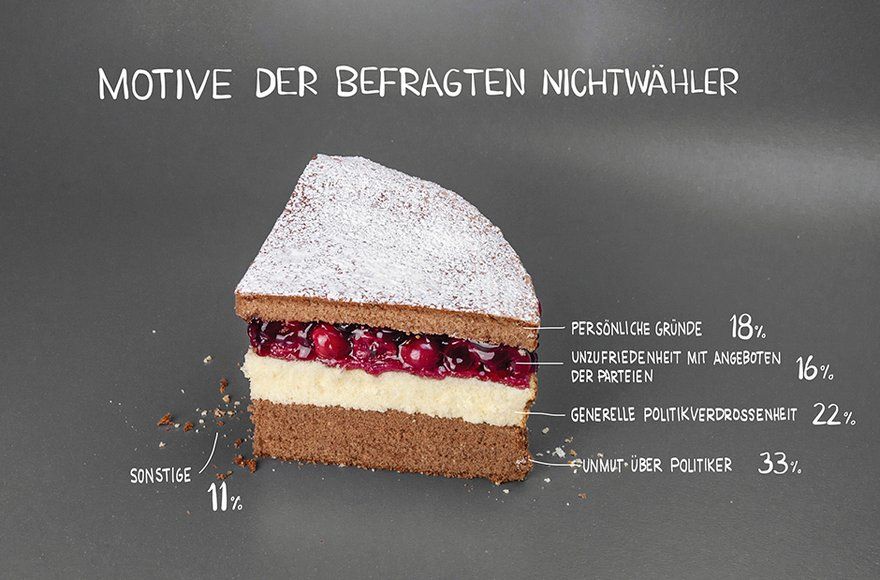 MOTIVE DER BEFRAGTEN NICHTWÄHLER
PERSÖNLICHE GRÜNDE 18%
UNZUFRIEDENHEIT MIT ANGEBOTEN
DER PARTEIEN 16%
GENERELLE POLITIKVERDROSSENHEIT 22%
UNMUT ÜBER POLITIKER 33%
SONSTIGE
11%